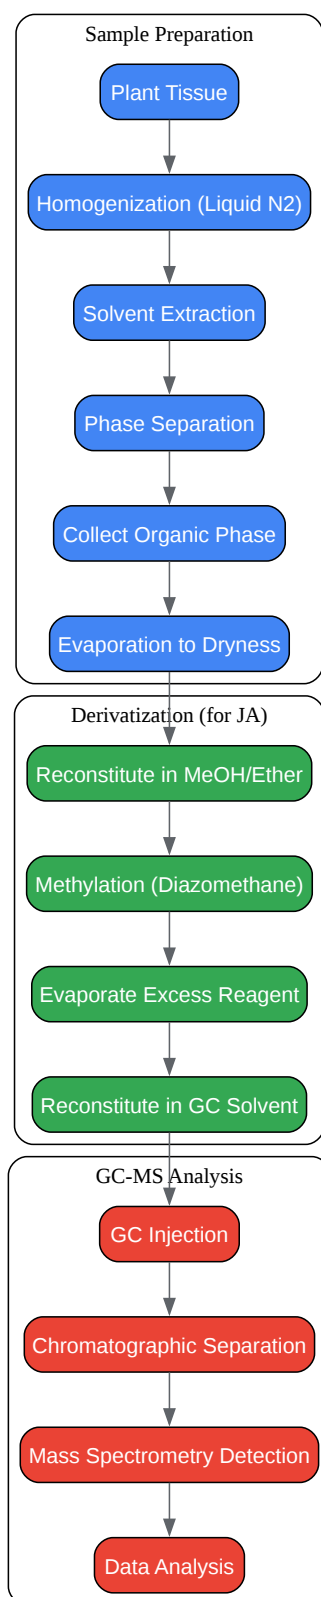 Sample Preparation
Plant Tissue
Homogenization (Liquid N2)
Solvent Extraction
Phase Separation
Collect Organic Phase
Evaporation to Dryness
Derivatization (for JA)
Reconstitute in MeOH/Ether
Methylation (Diazomethane)
Evaporate Excess Reagent
Reconstitute in GC Solvent
GC-MS Analysis
GC Injection
Chromatographic Separation
Mass Spectrometry Detection
Data Analysis